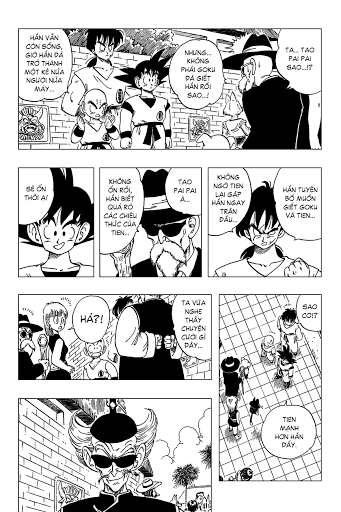 TA... TAO
PAI PAI
SAO...!?
NHƯNG...
KHÔNG
PHẢI GOKU
ĐÃ GIẾT
HẮN RỒI
SAO...!
HẮN VẪN
CÒN SỐNG,
GIỜ HẮN ĐÃ
TRỞ THÀNH
MỘT KẺ NỬA
NGƯỜI NỬA
MÁY...
HẮN TUYÊN
BỐ MUỐN
GIẾT GOKU
VÀ TIEN...
KHÔNG
NGỜ TIEN
LẠI GẶP
HẮN NGAY
TRẬN
ĐẦU...
TAO
PAI PAI
À...
KHÔNG
ỔN RỒI,
HẮN BIẾT
QUÁ RÕ
CÁC CHIÊU
THỨC CỦA
TIEN...
SẼ ỔN
THÔI Ạ!
SAO
CƠ!?
TIEN
MẠNH
HƠN HẮN
ĐẤY.
TA VỪA
NGHE
THẤY
CHUYỆN
CƯỜI GÌ
ĐÂY...
HẢ?!